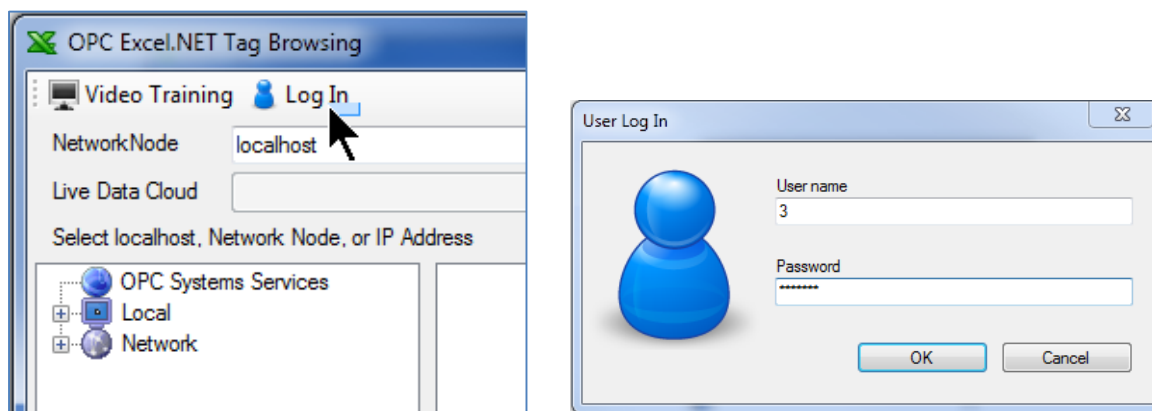 OPC Excel.NET Tag Browsing
Video Training Log In
NetworkNode localhost
Live Data Cloud
Select localhost, Network Node, or IP Address
OPC Systems Services
Local
Network
User Log In
User name
3
Password
*******
OK Cancel